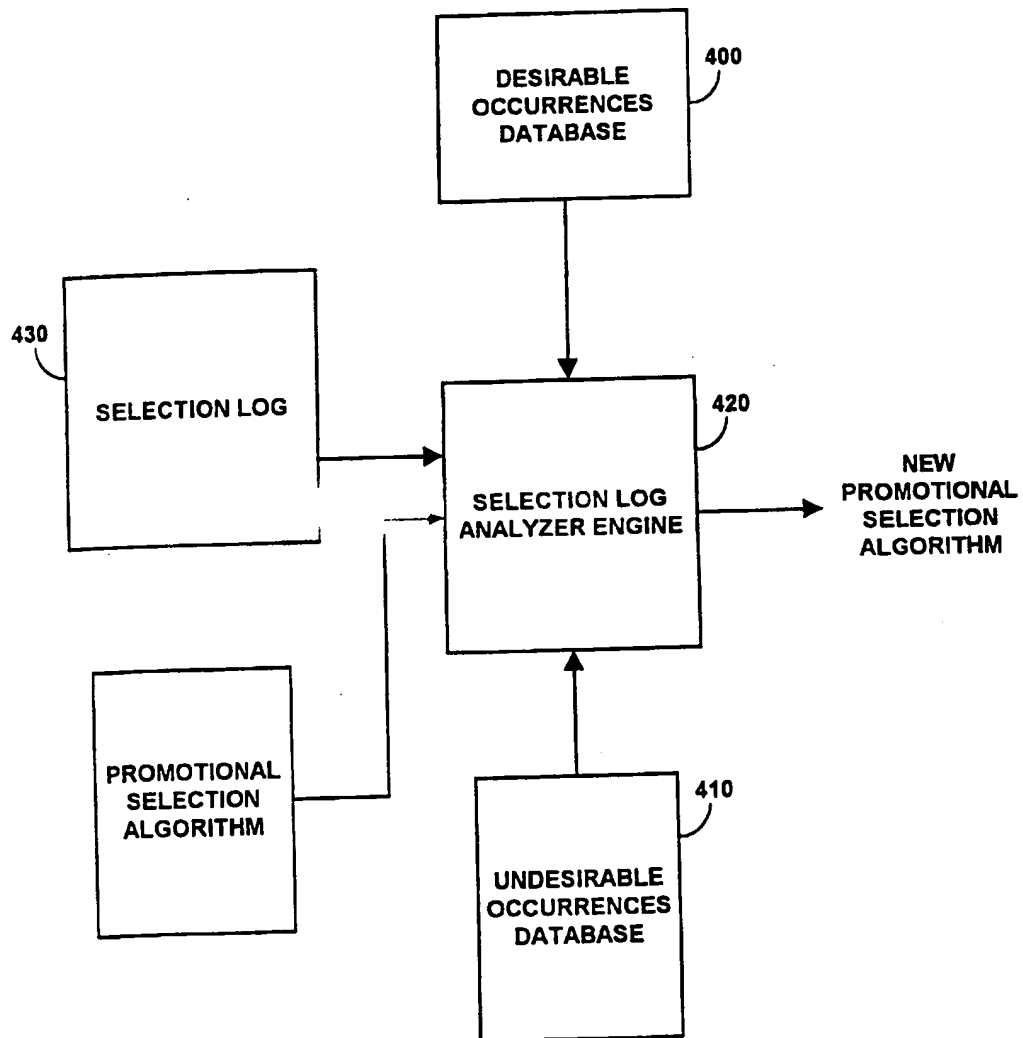 DESIRABLE
OCCURRENCES
DATABASE
400
430
SELECTION LOG
420
SELECTION LOG
ANALYZER ENGINE
NEW
PROMOTIONAL
SELECTION
ALGORITHM
PROMOTIONAL
SELECTION
ALGORITHM
410
UNDESIRABLE
OCCURRENCES
DATABASE